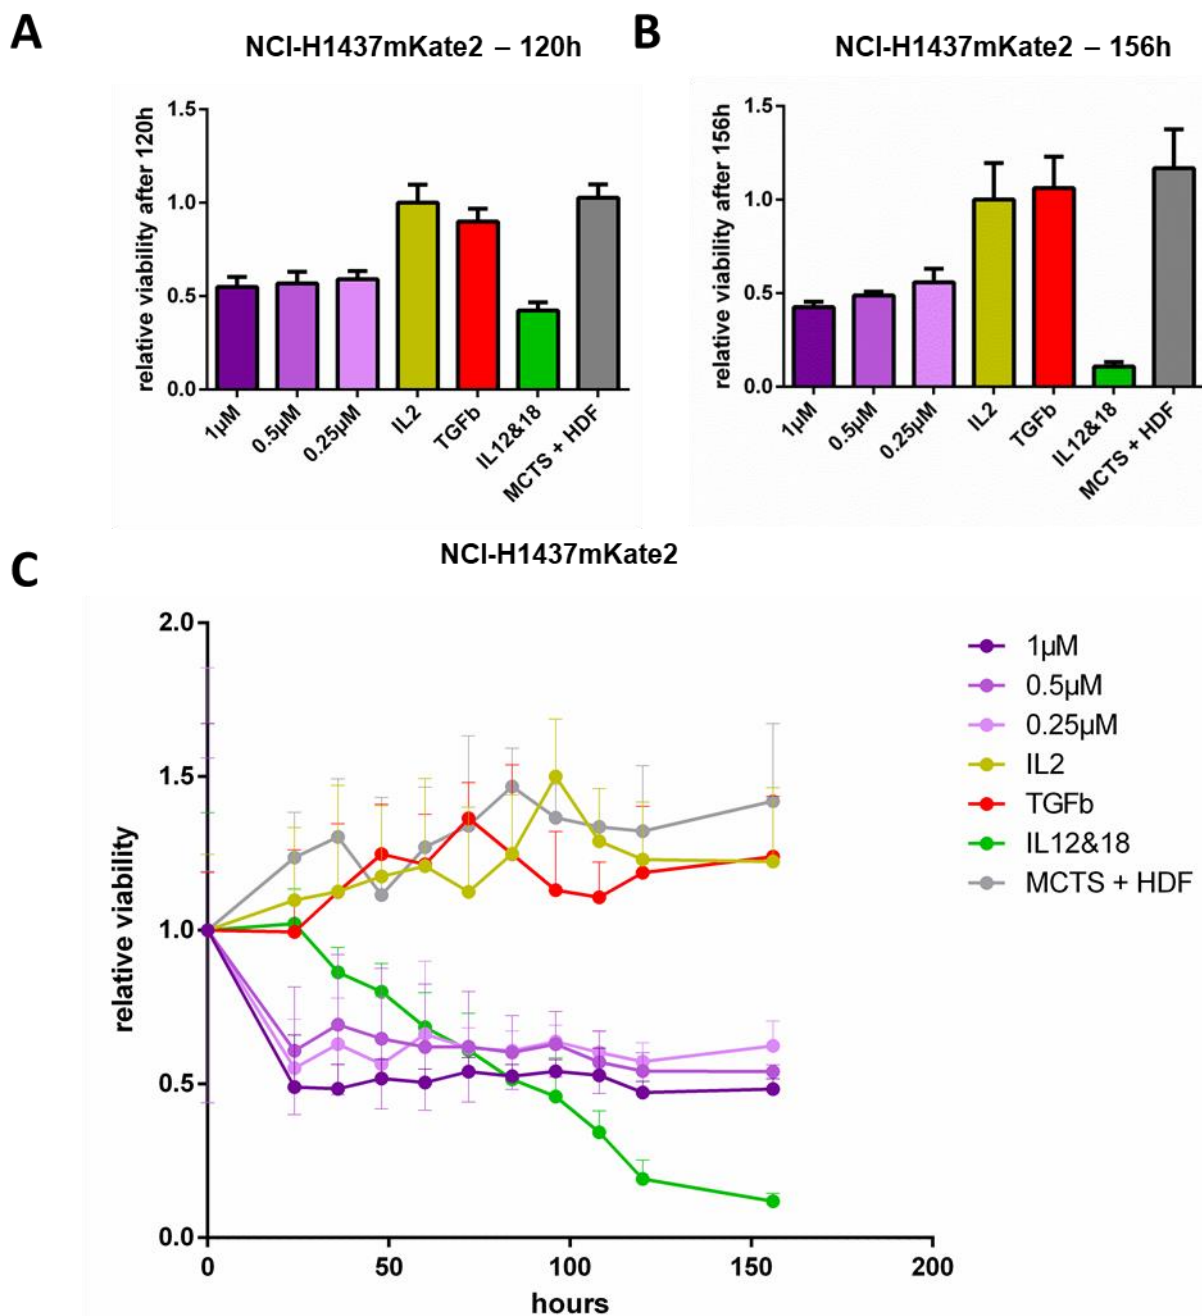 A
NCI-H1437mKate2 – 120h
relative viability after 120h
1.5
1.0
0.5
0.0
1µM
0.5µM
0.25µM
IL2
TGFb
IL12&18
MCTS + HDF
B
NCI-H1437mKate2 – 156h
relative viability after 156h
1.5
1.0
0.5
0.0
1µM
0.5µM
0.25µM
IL2
TGFb
IL12&18
MCTS + HDF
C
NCI-H1437mKate2
relative viability
2.0
1.5
1.0
0.5
0.0
0
50
100
150
200
hours
1µM
0.5µM
0.25µM
IL2
TGFb
IL12&18
MCTS + HDF